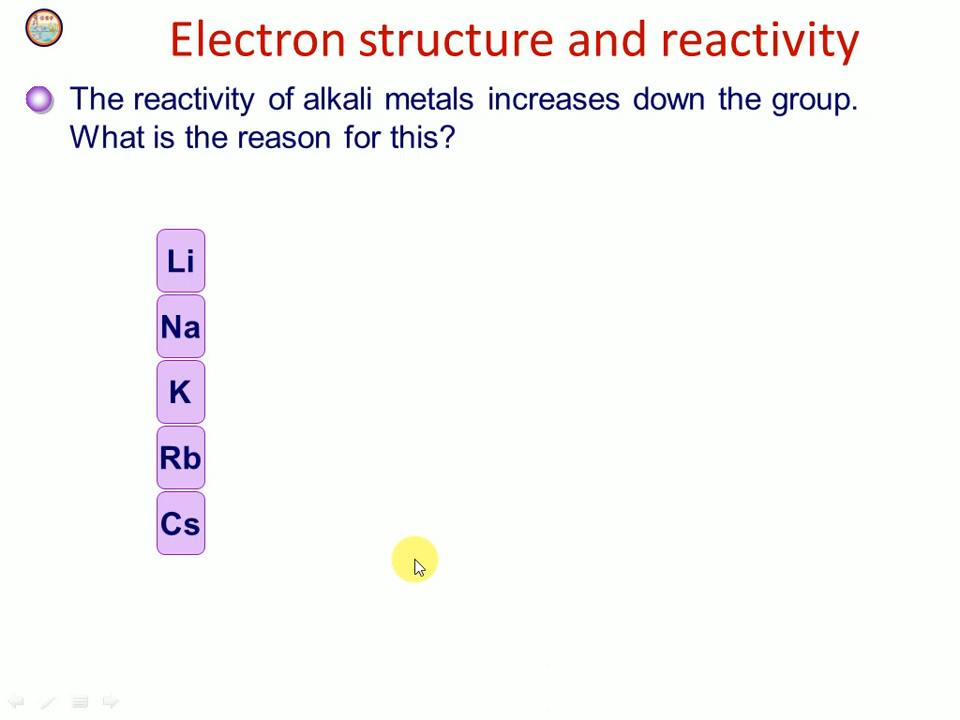 Electron structure and reactivity
The reactivity of alkali metals increases down the group.
What is the reason for this?
Li
Na
K
Rb
Cs